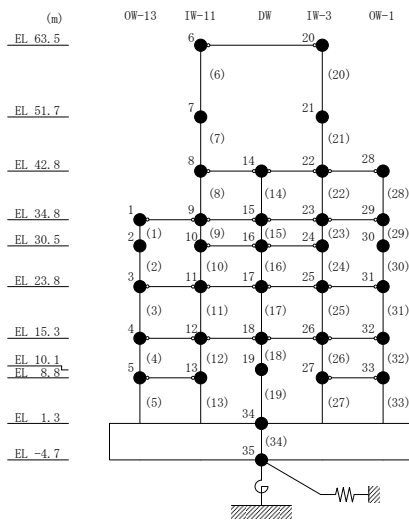 (m) OW-13 IW-11 DW IW-3 OW-1
EL 63.5 6 20
(6) (20)
EL 51.7 7 21
(7) (21)
EL 42.8 8 14 22 28
(8) (14) (22) (28)
EL 34.8 1 9 15 23 29
(1) (9) (15) (23) (29)
EL 30.5 2 10 16 24 30
(2) (10) (16) (24) (30)
EL 23.8 3 11 17 25 31
(3) (11) (17) (25) (31)
EL 15.3 4 12 18 26 32
(4) (12) (18) (26) (32)
EL 10.1 19
EL 8.8 5 13 27 33
(5) (13) (19) (27) (33)
EL 1.3 34
(34)
EL -4.7 35